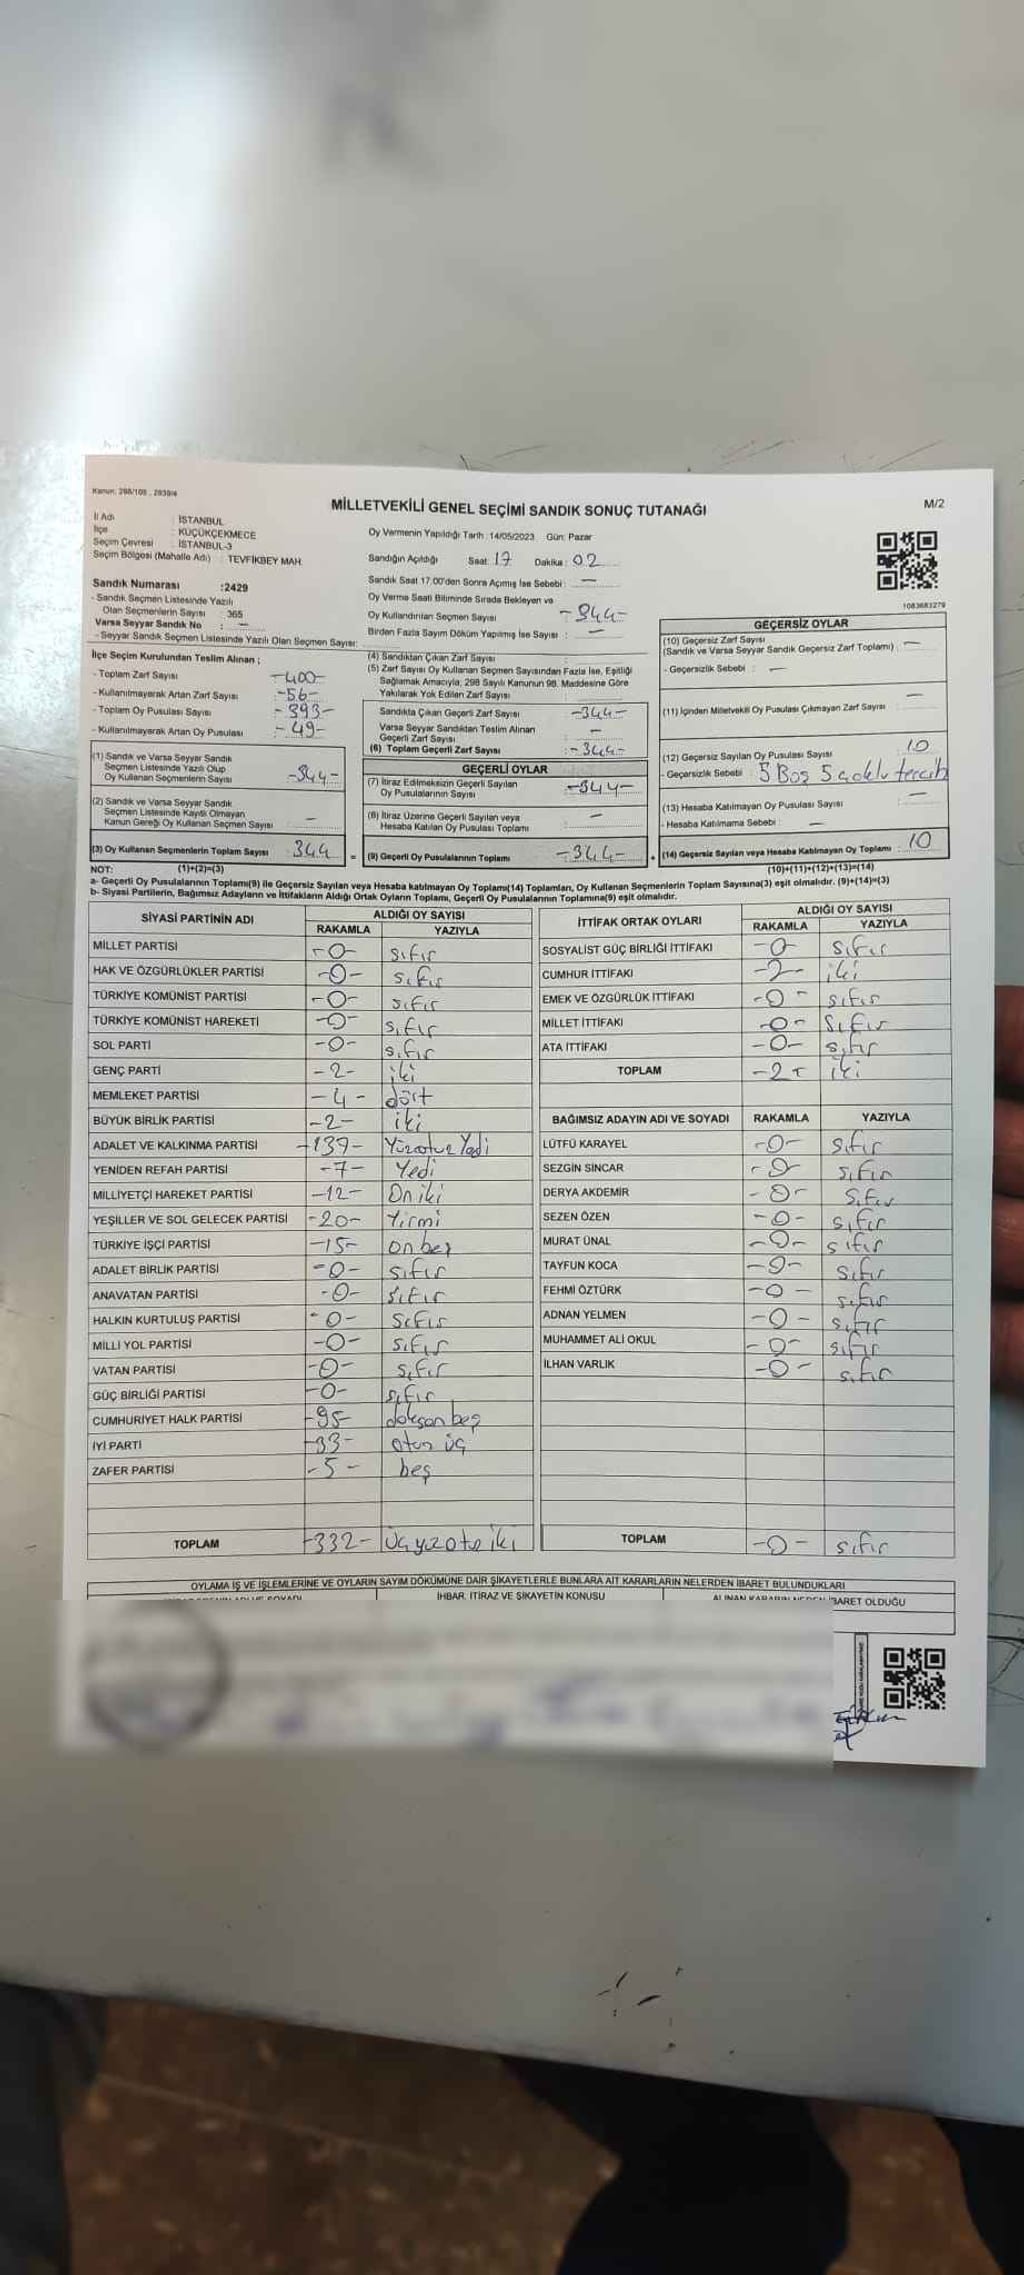 Kanun: 298/105 , 2839/4
MİLLETVEKİLİ GENEL SEÇİMİ SANDIK SONUÇ TUTANAĞI
M/2
İl Adı : İSTANBUL
İlçe : KÜÇÜKÇEKMECE
Seçim Çevresi : İSTANBUL-3
Seçim Bölgesi (Mahalle Adı) : TEVFİKBEY MAH.
Sandık Numarası :2429
- Sandık Seçmen Listesinde Yazılı
Olan Seçmenlerin Sayısı : 365
Varsa Seyyar Sandık No : —
- Seyyar Sandık Seçmen Listesinde Yazılı Olan Seçmen Sayısı:
Oy Vermenin Yapıldığı Tarih : 14/05/2023 Gün: Pazar
Sandığın Açıldığı Saat: 17 Dakika : 02
Sandık Saat 17.00'den Sonra Açılmış İse Sebebi : —
Oy Verme Saati Bitiminde Sırada Bekleyen ve
Oy Kullandırılan Seçmen Sayısı -344-
Birden Fazla Sayım Döküm Yapılmış İse Sayısı : —
1083683279
İlçe Seçim Kurulundan Teslim Alınan ;
- Toplam Zarf Sayısı -400-
- Kullanılmayarak Artan Zarf Sayısı -56-
- Toplam Oy Pusulası Sayısı : -393-
- Kullanılmayarak Artan Oy Pusulası : -49-
(1) Sandık ve Varsa Seyyar Sandık
Seçmen Listesinde Yazılı Olup
Oy Kullanan Seçmenlerin Sayısı -344-
(2) Sandık ve Varsa Seyyar Sandık
Seçmen Listesinde Kayıtlı Olmayan
Kanun Gereği Oy Kullanan Seçmen Sayısı : —
(3) Oy Kullanan Seçmenlerin Toplam Sayısı : 344
(4) Sandıktan Çıkan Zarf Sayısı
(5) Zarf Sayısı Oy Kullanan Seçmen Sayısından Fazla İse, Eşitliği
Sağlamak Amacıyla, 298 Sayılı Kanunun 98. Maddesine Göre
Yakılarak Yok Edilen Zarf Sayısı
Sandıkta Çıkan Geçerli Zarf Sayısı -344-
Varsa Seyyar Sandıktan Teslim Alınan
Geçerli Zarf Sayısı : —
(6) Toplam Geçerli Zarf Sayısı : -344-
GEÇERLİ OYLAR
(7) İtiraz Edilmeksizin Geçerli Sayılan
Oy Pusulalarının Sayısı : -344-
(8) İtiraz Üzerine Geçerli Sayılan veya
Hesaba Katılan Oy Pusulası Toplamı : —
= (9) Geçerli Oy Pusulalarının Toplamı -344- +
GEÇERSİZ OYLAR
(10) Geçersiz Zarf Sayısı
(Sandık ve Varsa Seyyar Sandık Geçersiz Zarf Toplamı) : —
- Geçersizlik Sebebi : —
(11) İçinden Milletvekili Oy Pusulası Çıkmayan Zarf Sayısı : —
(12) Geçersiz Sayılan Oy Pusulası Sayısı 10
- Geçersizlik Sebebi : 5 Boş 5 çoklu tercih
(13) Hesaba Katılmayan Oy Pusulası Sayısı : —
- Hesaba Katılmama Sebebi : —
(14) Geçersiz Sayılan veya Hesaba Katılmayan Oy Toplamı : 10
NOT: (1)+(2)=(3) (10)+(11)+(12)+(13)=(14)
a- Geçerli Oy Pusulalarının Toplamı(9) ile Geçersiz Sayılan veya Hesaba katılmayan Oy Toplamı(14) Toplamları, Oy Kullanan Seçmenlerin Toplam Sayısına(3) eşit olmalıdır. (9)+(14)=(3)
b- Siyasi Partilerin, Bağımsız Adayların ve İttifakların Aldığı Ortak Oyların Toplamı, Geçerli Oy Pusulalarının Toplamına(9) eşit olmalıdır.
SİYASİ PARTİNİN ADI ALDIĞI OY SAYISI
RAKAMLA YAZIYLA
MİLLET PARTİSİ -0- sıfır
HAK VE ÖZGÜRLÜKLER PARTİSİ -0- sıfır
TÜRKİYE KOMÜNİST PARTİSİ -0- sıfır
TÜRKİYE KOMÜNİST HAREKETİ -0- sıfır
SOL PARTİ -0- sıfır
GENÇ PARTİ -2- iki
MEMLEKET PARTİSİ -4- dört
BÜYÜK BİRLİK PARTİSİ -2- iki
ADALET VE KALKINMA PARTİSİ -137- Yüzotuz Yedi
YENİDEN REFAH PARTİSİ -7- Yedi
MİLLİYETÇİ HAREKET PARTİSİ -12- On iki
YEŞİLLER VE SOL GELECEK PARTİSİ -20- Yirmi
TÜRKİYE İŞÇİ PARTİSİ -15- on beş
ADALET BİRLİK PARTİSİ -0- sıfır
ANAVATAN PARTİSİ -0- sıfır
HALKIN KURTULUŞ PARTİSİ -0- sıfır
MİLLİ YOL PARTİSİ -0- sıfır
VATAN PARTİSİ -0- sıfır
GÜÇ BİRLİĞİ PARTİSİ -0- sıfır
CUMHURİYET HALK PARTİSİ -95- doksan beş
İYİ PARTİ -33- otuz üç
ZAFER PARTİSİ -5- beş
TOPLAM -332- Üçyüzotuziki
İTTİFAK ORTAK OYLARI ALDIĞI OY SAYISI
RAKAMLA YAZIYLA
SOSYALİST GÜÇ BİRLİĞİ İTTİFAKI -0- sıfır
CUMHUR İTTİFAKI -2- iki
EMEK VE ÖZGÜRLÜK İTTİFAKI -0- sıfır
MİLLET İTTİFAKI -0- sıfır
ATA İTTİFAKI -0- sıfır
TOPLAM -2- iki
BAĞIMSIZ ADAYIN ADI VE SOYADI RAKAMLA YAZIYLA
LÜTFÜ KARAYEL -0- sıfır
SEZGİN SİNCAR -0- sıfır
DERYA AKDEMİR -0- sıfır
SEZEN ÖZEN -0- sıfır
MURAT ÜNAL -0- sıfır
TAYFUN KOCA -0- sıfır
FEHMİ ÖZTÜRK -0- sıfır
ADNAN YELMEN -0- sıfır
MUHAMMET ALİ OKUL -0- sıfır
İLHAN VARLIK -0- sıfır
TOPLAM -0- sıfır
OYLAMA İŞ VE İŞLEMLERİNE VE OYLARIN SAYIM DÖKÜMÜNE DAİR ŞİKAYETLERLE BUNLARA AİT KARARLARIN NELERDEN İBARET BULUNDUKLARI
İHBAR, İTİRAZ VE ŞİKAYETİN KONUSU
ALINAN KARARIN NEDEN İBARET OLDUĞU